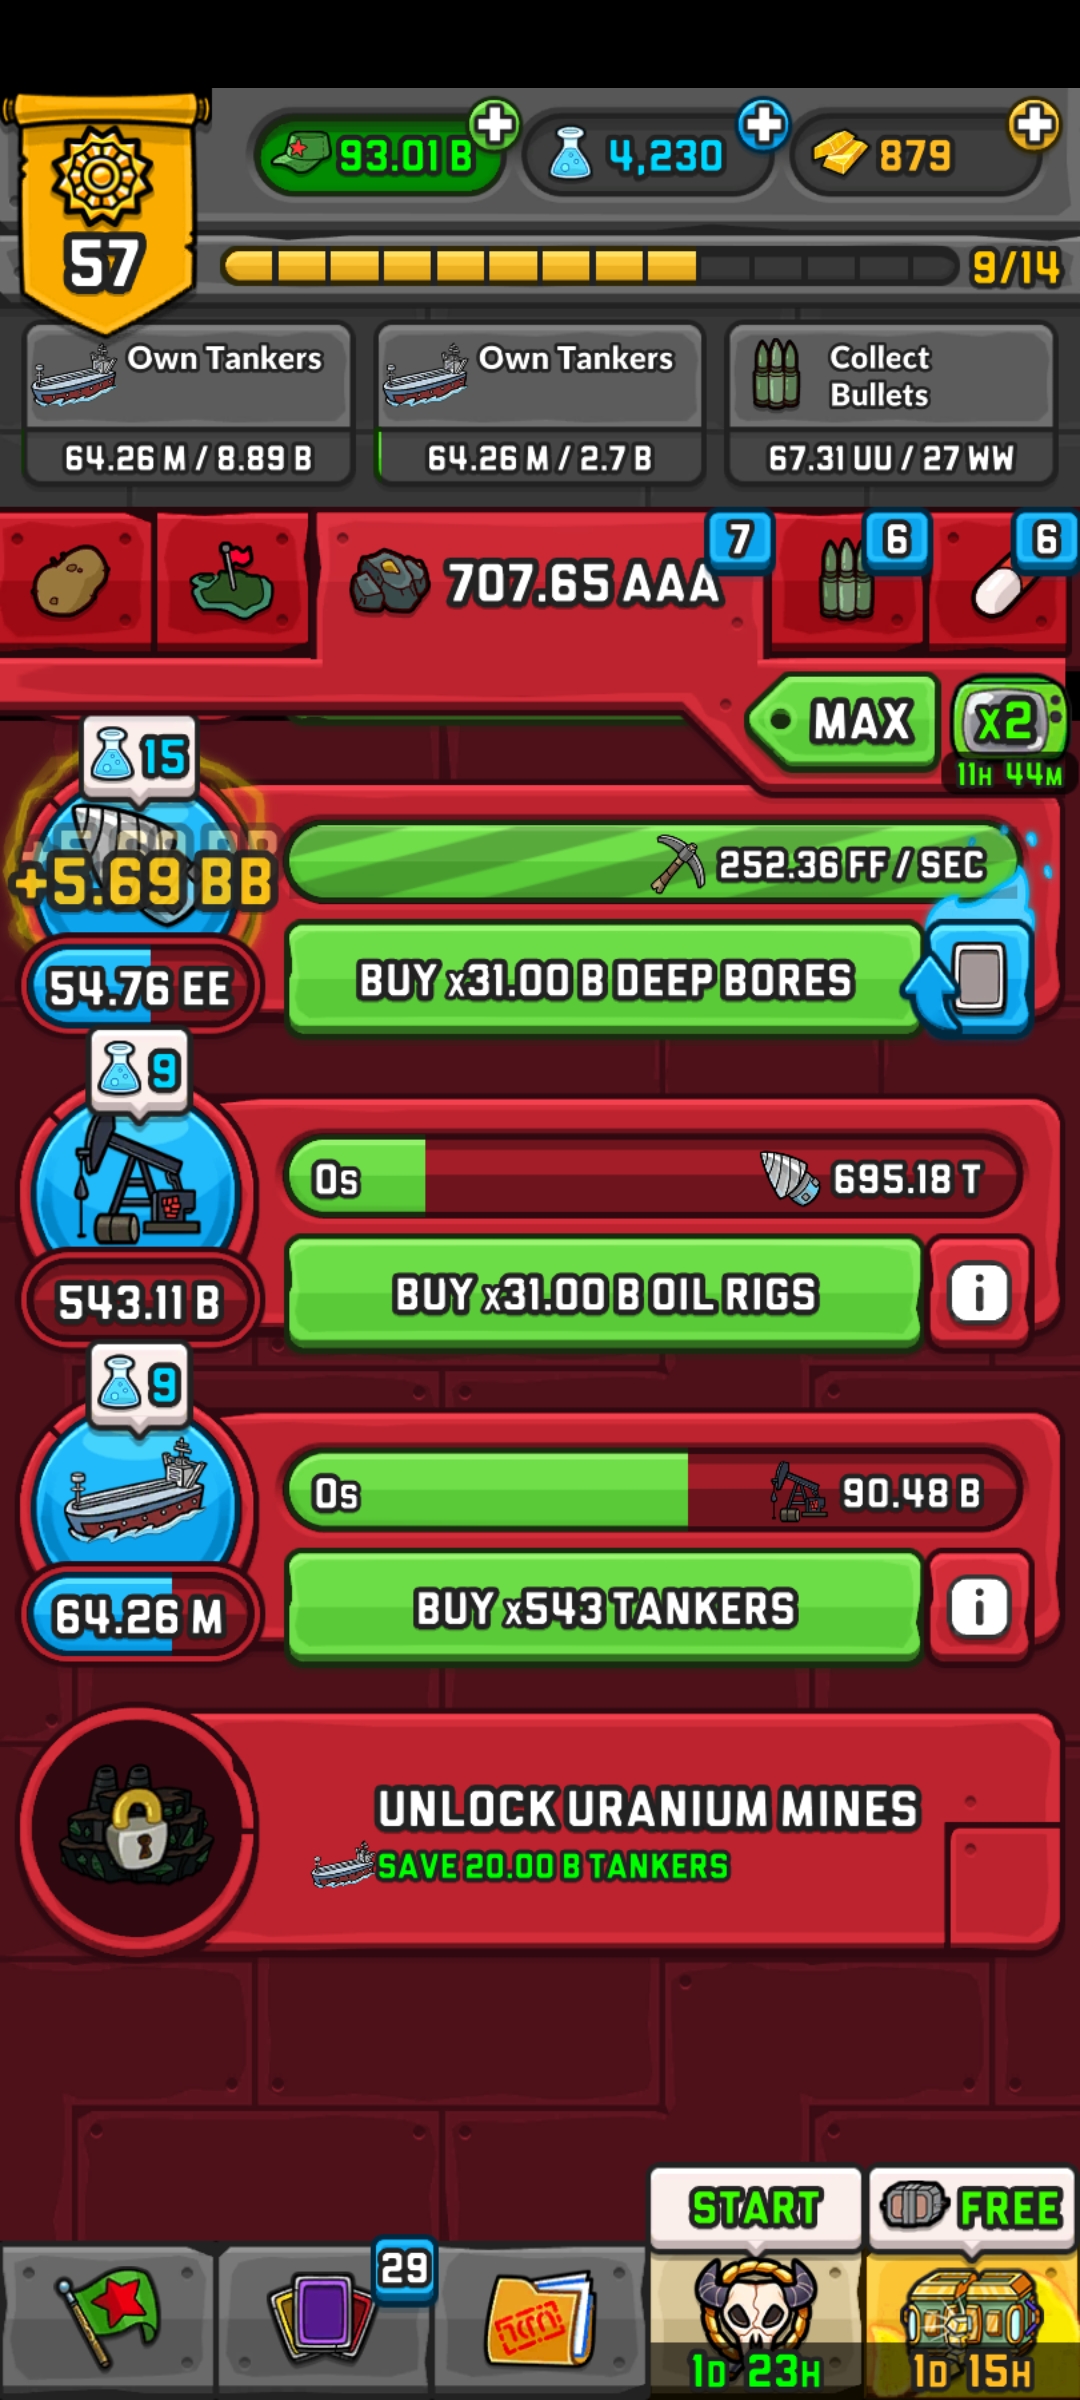 93.01 B
4,230
879
57
9/14
Own Tankers
64.26 M / 8.89 B
Own Tankers
64.26 M / 2.7 B
Collect
Bullets
67.31 UU / 27 WW
707.65 AAA
7
6
6
MAX
x2
11H 44M
15
+5.69 BB
252.36 FF / SEC
54.76 EE
BUY x31.00 B DEEP BORES
9
0s
695.18 T
543.11 B
BUY x31.00 B OIL RIGS
i
9
0s
90.48 B
64.26 M
BUY x543 TANKERS
i
UNLOCK URANIUM MINES
SAVE 20.00 B TANKERS
START
FREE
29
1D 23H
1D 15H